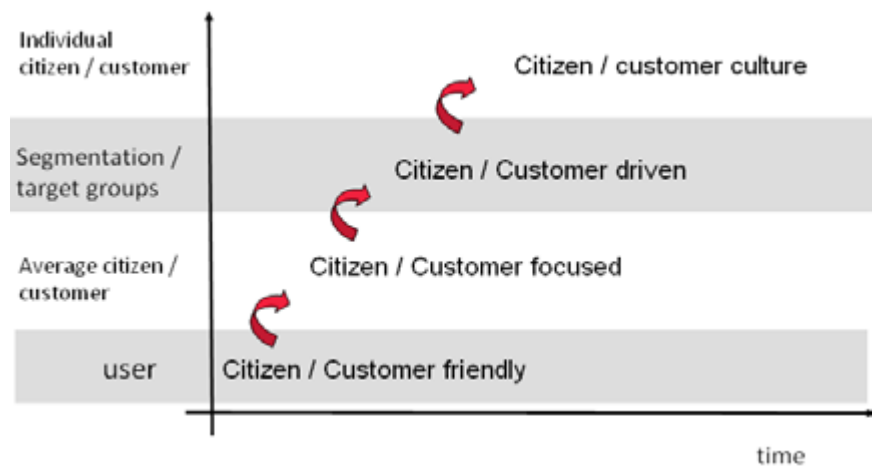 Individual
citizen / customer
Citizen / customer culture
Segmentation /
target groups
Citizen / Customer driven
Average citizen /
customer
Citizen / Customer focused
user
Citizen / Customer friendly
time